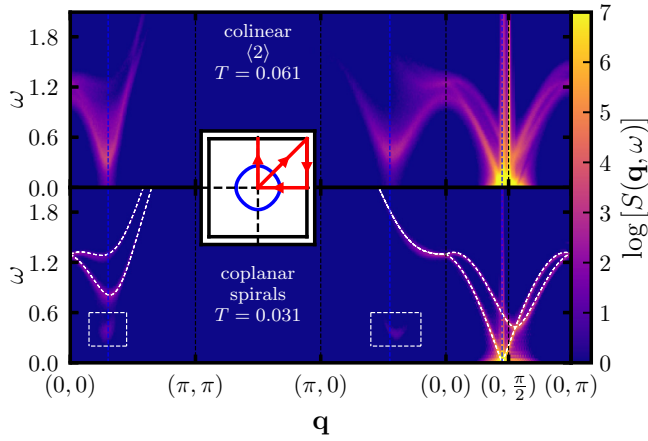 2.1
1.8
1.2
0.6
0.0
ω
colinear
⟨2⟩
T = 0.061
1.8
1.2
0.6
0.0
ω
coplanar
spirals
T = 0.031
(0, 0)
(π, π)
(π, 0)
(0, 0)
(0, π/2)
(0, π)
q
7
6
5
4
3
2
1
0
log [S(q, ω)]